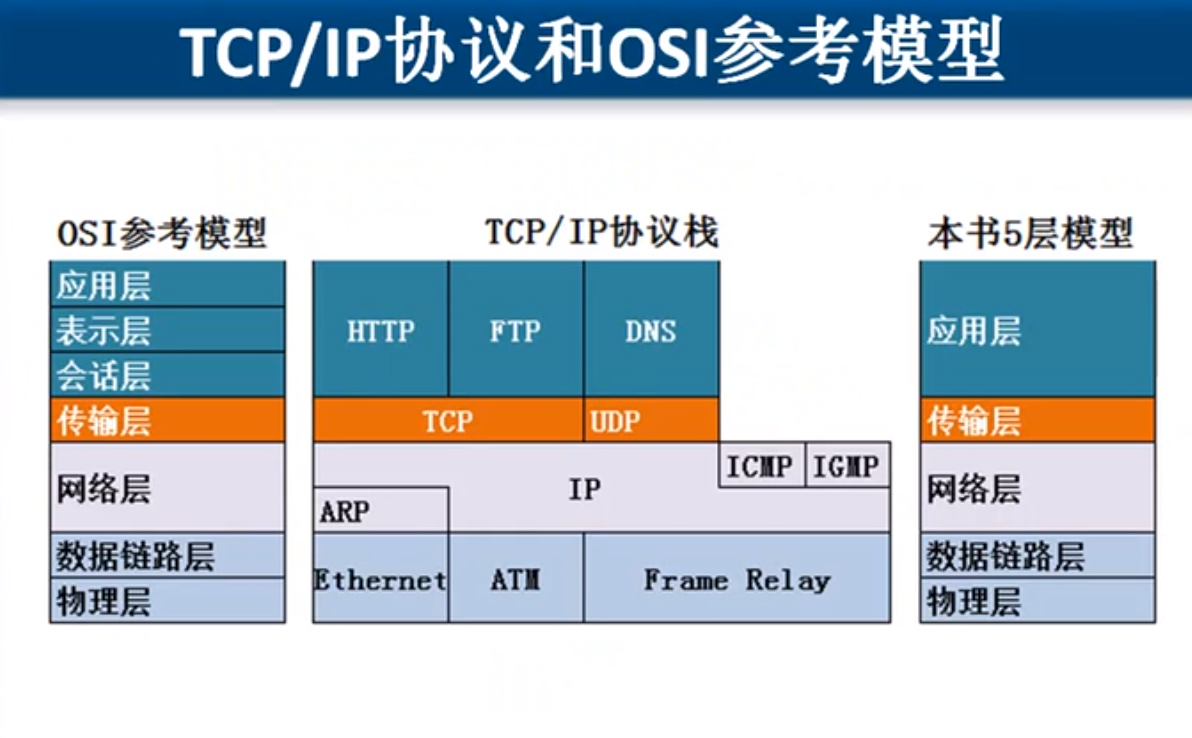 TCP/IP协议和OSI参考模型
OSI参考模型
应用层
表示层
会话层
传输层
网络层
数据链路层
物理层
TCP/IP协议栈
HTTP
FTP
DNS
TCP
UDP
ICMP
IGMP
IP
ARP
Ethernet
ATM
Frame Relay
本书5层模型
应用层
传输层
网络层
数据链路层
物理层